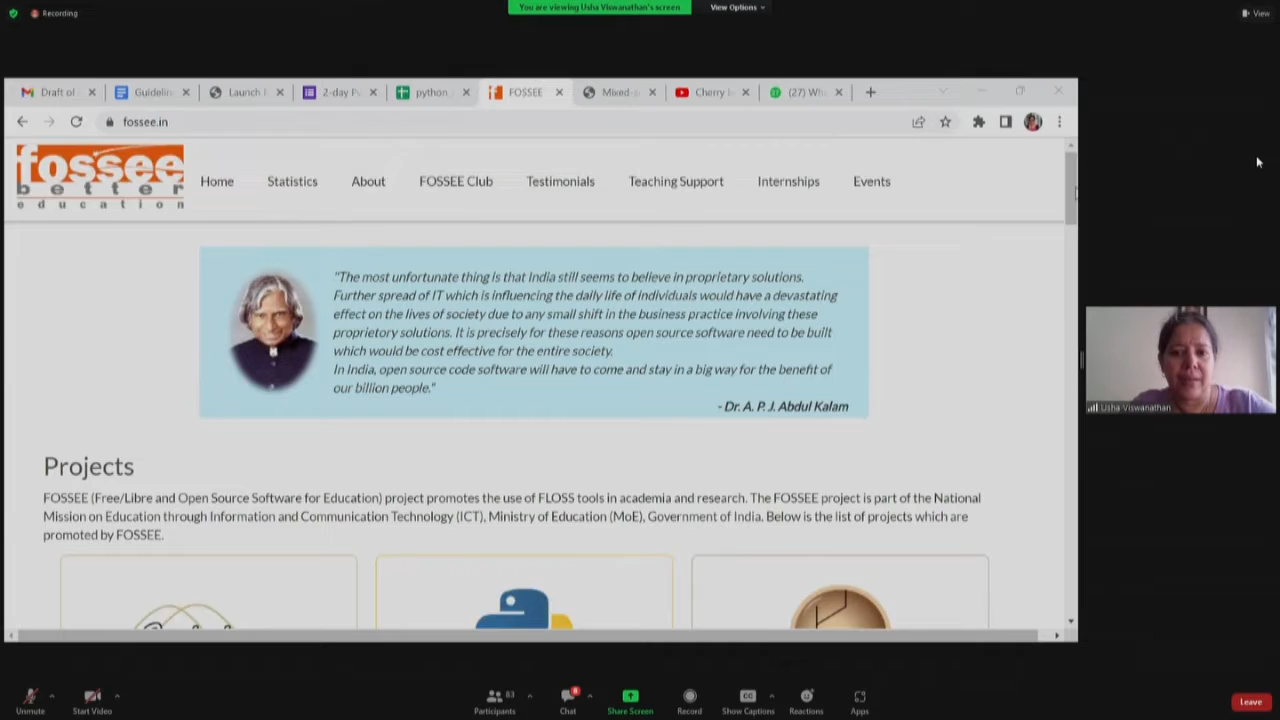 Recording
You are viewing Usha Viswanathan's screen
View Options
View
Draft of
Guidelin
Launch
2-day
python
FOSSEE
Mixed-
Cherry
(27) Wh
fossee.in
fossee
better
education
Home
Statistics
About
FOSSEE Club
Testimonials
Teaching Support
Internships
Events
"The most unfortunate thing is that India still seems to believe in proprietary solutions.
Further spread of IT which is influencing the daily life of individuals would have a devastating
effect on the lives of society due to any small shift in the business practice involving these
proprietory solutions. It is precisely for these reasons open source software need to be built
which would be cost effective for the entire society.
In India, open source code software will have to come and stay in a big way for the benefit of
our billion people."
- Dr. A. P. J. Abdul Kalam
Usha Viswanathan
Projects
FOSSEE (Free/Libre and Open Source Software for Education) project promotes the use of FLOSS tools in academia and research. The FOSSEE project is part of the National
Mission on Education through Information and Communication Technology (ICT), Ministry of Education (MoE), Government of India. Below is the list of projects which are
promoted by FOSSEE.
Unmute
Start Video
83
Participants
8
Chat
Share Screen
Record
CC
Show Captions
Reactions
Apps
Leave